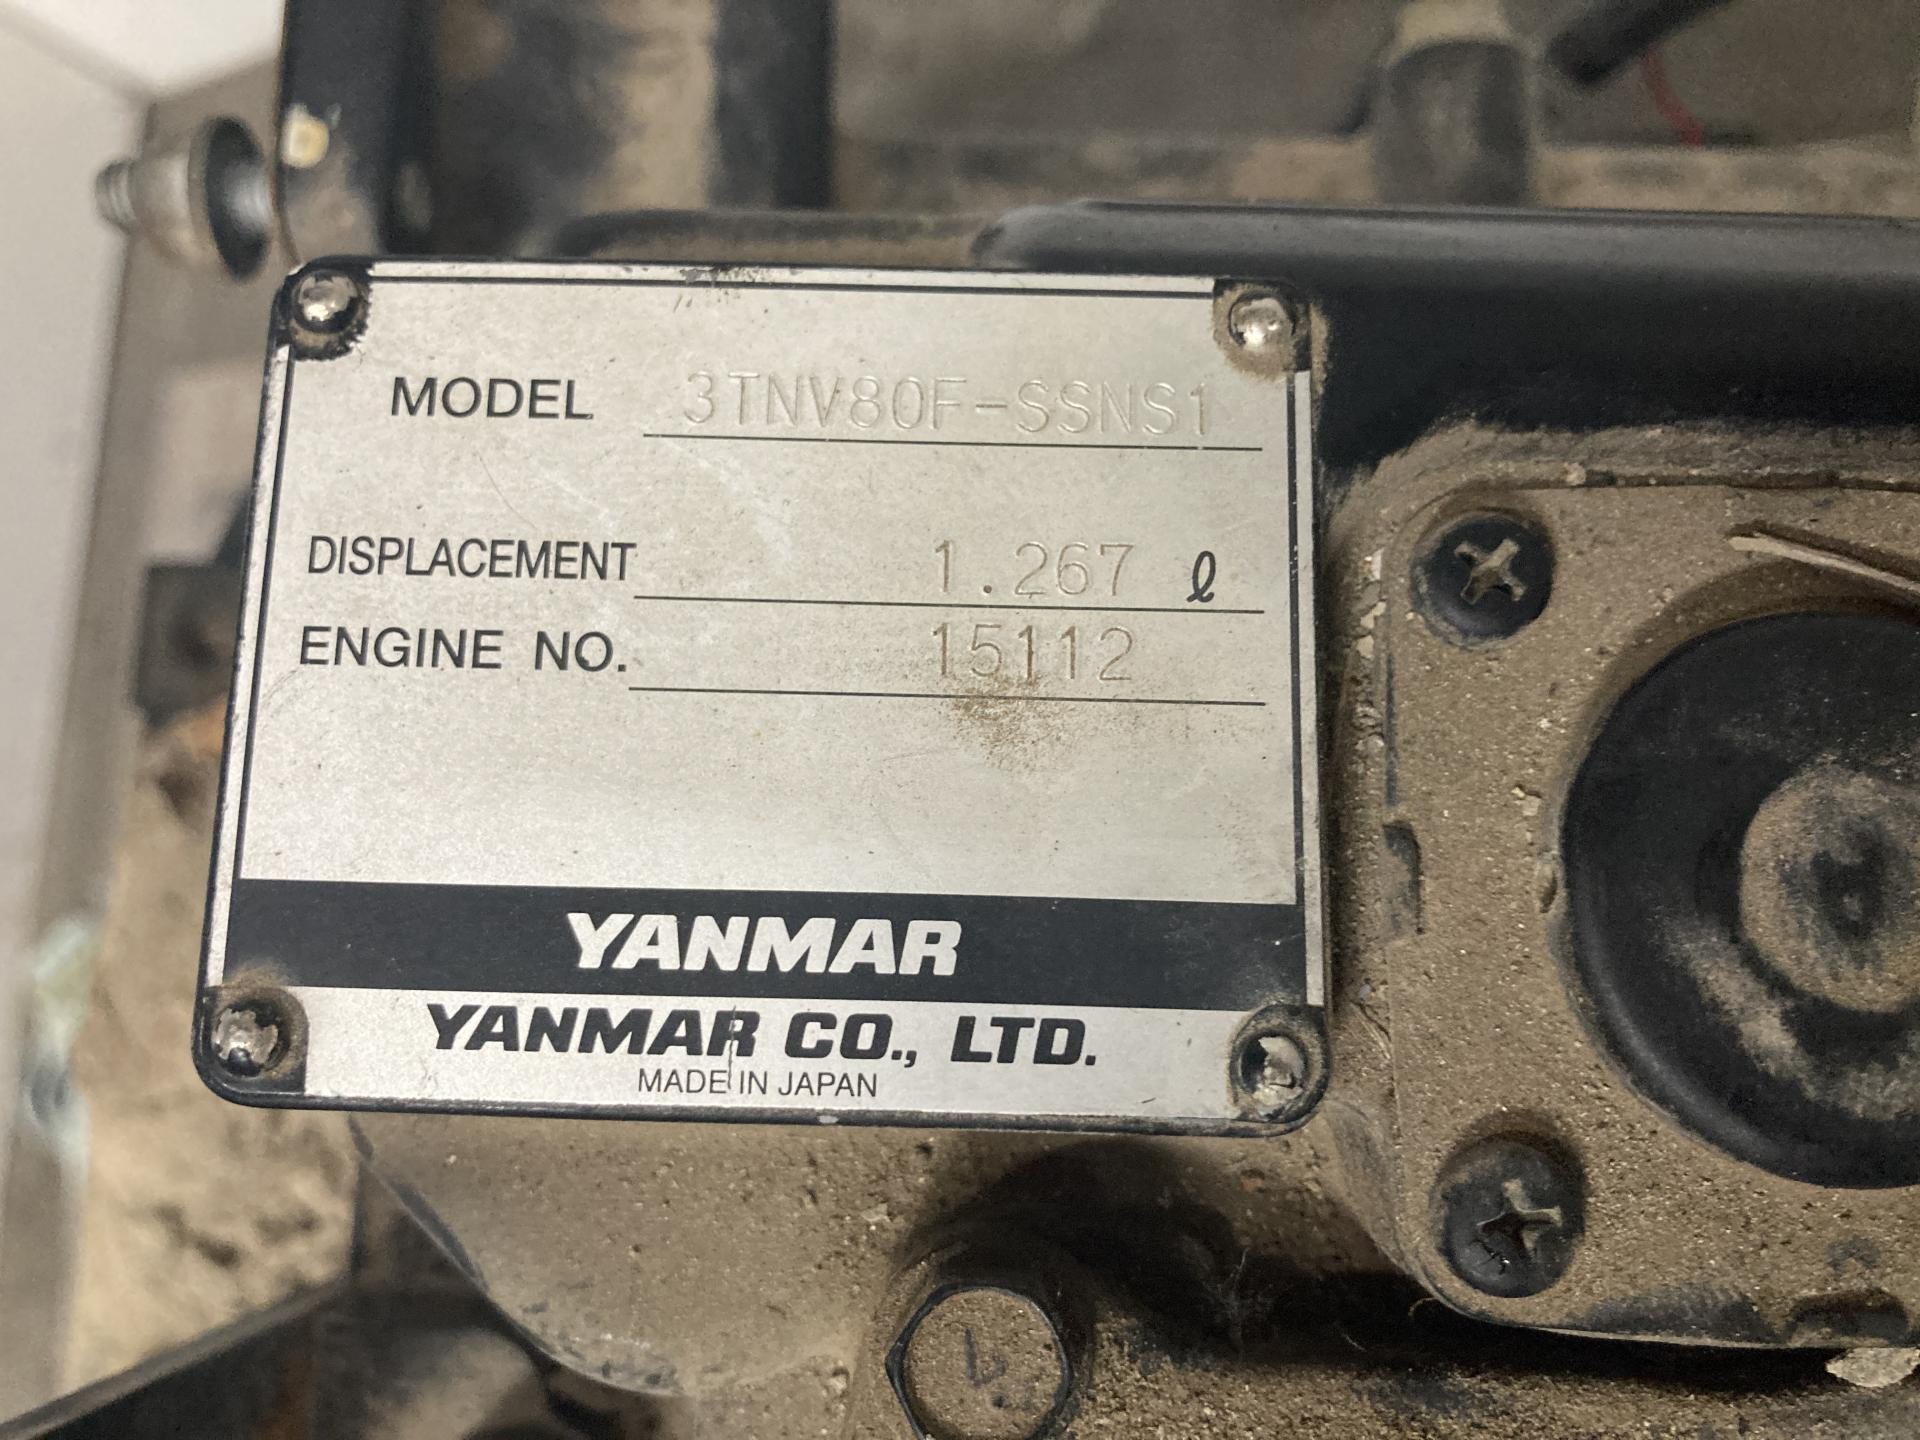 MODEL 3TNV80F-SSNS1
DISPLACEMENT 1.267 ℓ
ENGINE NO. 15112
YANMAR
YANMAR CO., LTD.
MADE IN JAPAN